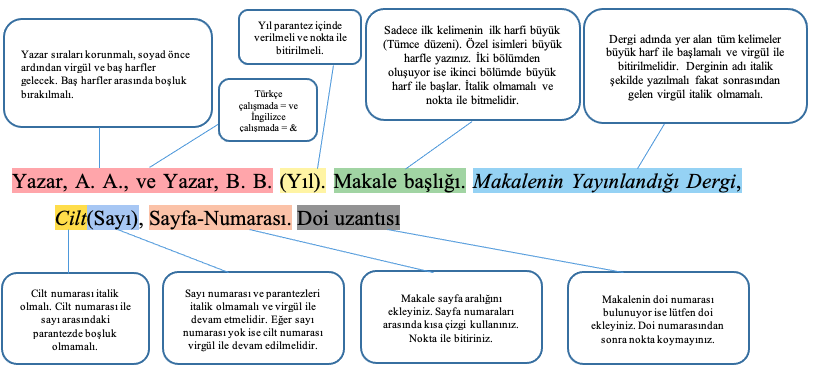 Yazar sıraları korunmalı, soyad önce
ardından virgül ve baş harfler
gelecek. Baş harfler arasında boşluk
bırakılmalı.
Yıl parantez içinde
verilmeli ve nokta ile
bitirilmeli.
Türkçe
çalışmada = ve
İngilizce
çalışmada = &
Sadece ilk kelimenin ilk harfi büyük
(Tümce düzeni). Özel isimleri büyük
harfle yazınız. İki bölümden
oluşuyor ise ikinci bölümde büyük
harf ile başlar. İtalik olmamalı ve
nokta ile bitmelidir.
Dergi adında yer alan tüm kelimeler
büyük harf ile başlamalı ve virgül ile
bitirilmelidir. Derginin adı italik
şekilde yazılmalı fakat sonrasından
gelen virgül italik olmamalı.
Yazar, A. A., ve Yazar, B. B. (Yıl). Makale başlığı. Makalenin Yayınlandığı Dergi,
Cilt(Sayı), Sayfa-Numarası. Doi uzantısı
Cilt numarası italik
olmalı. Cilt numarası ile
sayı arasındaki
parantezde boşluk
olmamalı.
Sayı numarası ve parantezleri
italik olmamalı ve virgül ile
devam etmelidir. Eğer sayı
numarası yok ise cilt numarası
virgül ile devam edilmelidir.
Makale sayfa aralığını
ekleyiniz. Sayfa numaraları
arasında kısa çizgi kullanınız.
Nokta ile bitiriniz.
Makalenin doi numarası
bulunuyor ise lütfen doi
ekleyiniz. Doi numarasından
sonra nokta koymayınız.